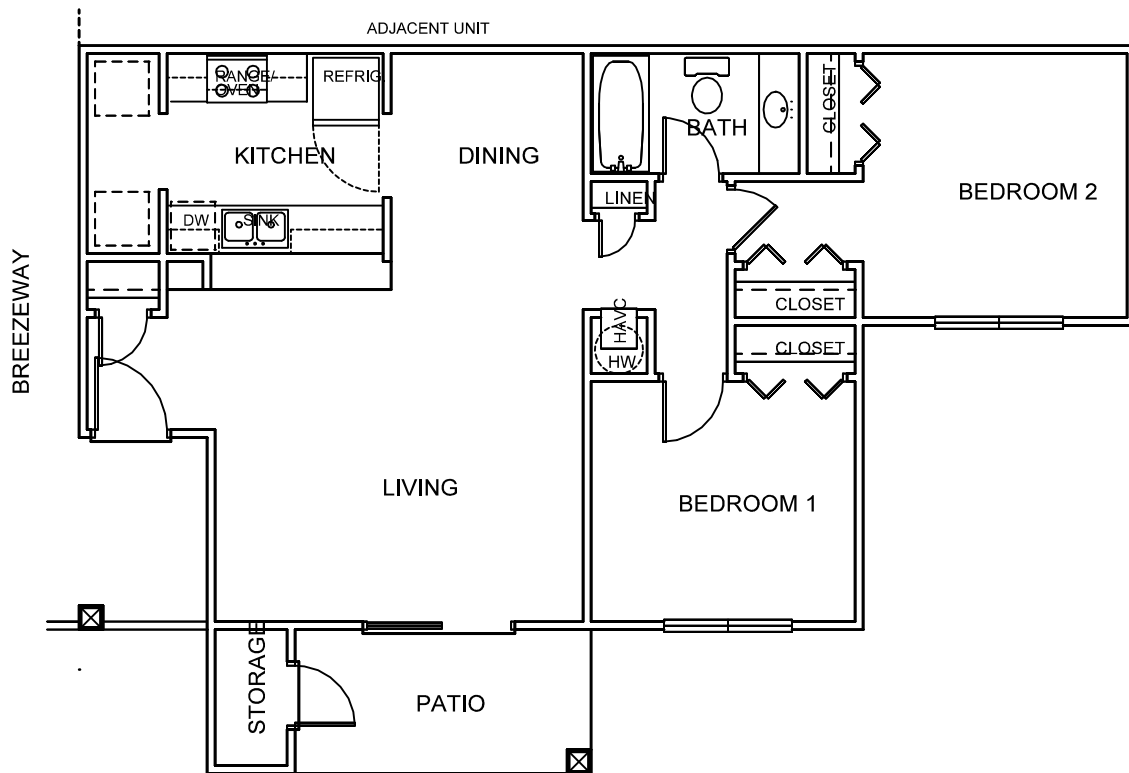 ADJACENT UNIT
RANGE/
OVEN
REFRIG
CLOSET
KITCHEN
DINING
BATH
BEDROOM 2
LINEN
DW
SINK
BREEZEWAY
CLOSET
HAVC
HW
CLOSET
LIVING
BEDROOM 1
STORAGE
PATIO